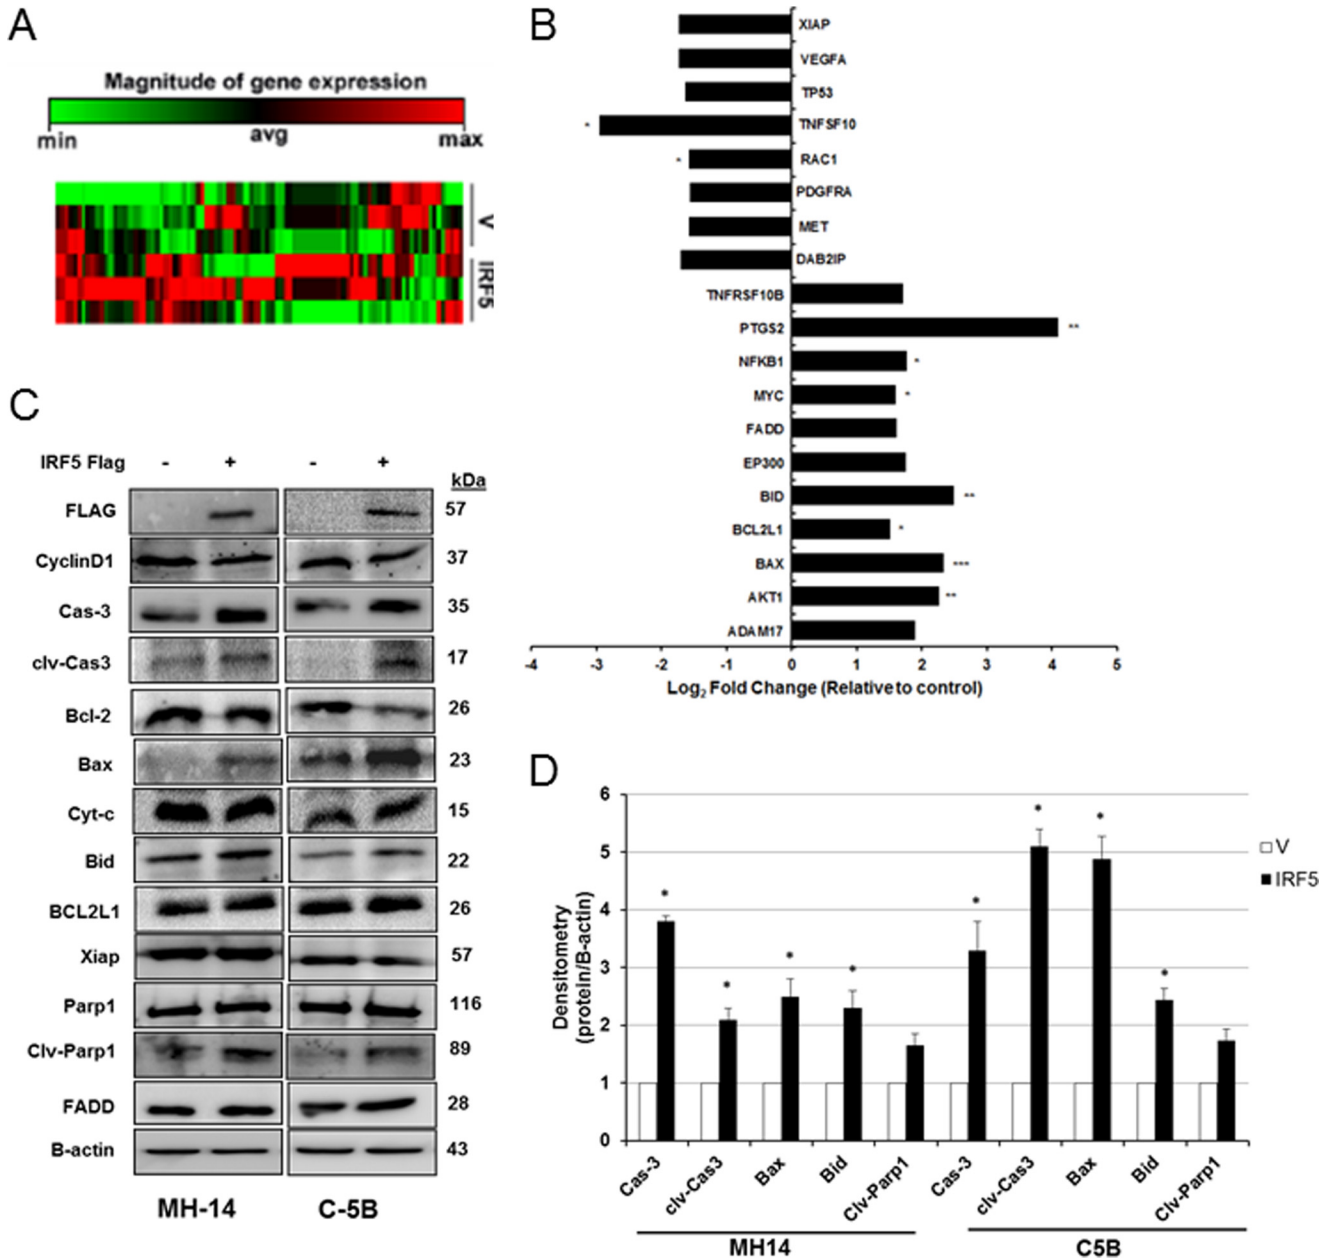 A
Magnitude of gene expression
min
avg
max
V
IRF5
B
XIAP
VEGFA
TP53
* TNFSF10
* RAC1
PDGFRA
MET
DAB2IP
TNFRSF10B
PTGS2 **
NFKB1 *
MYC *
FADD
EP300
BID **
BCL2L1 *
BAX ***
AKT1 **
ADAM17
-4 -3 -2 -1 0 1 2 3 4 5
Log2 Fold Change (Relative to control)
C
IRF5 Flag - + - +
kDa
FLAG 57
CyclinD1 37
Cas-3 35
clv-Cas3 17
Bcl-2 26
Bax 23
Cyt-c 15
Bid 22
BCL2L1 26
Xiap 57
Parp1 116
Clv-Parp1 89
FADD 28
B-actin 43
MH-14 C-5B
D
Densitometry
(protein/B-actin)
6
5
4
3
2
1
0
* * * * * * * *
V
IRF5
Cas-3 clv-Cas3 Bax Bid Clv-Parp1 Cas-3 clv-Cas3 Bax Bid Clv-Parp1
MH14 C5B